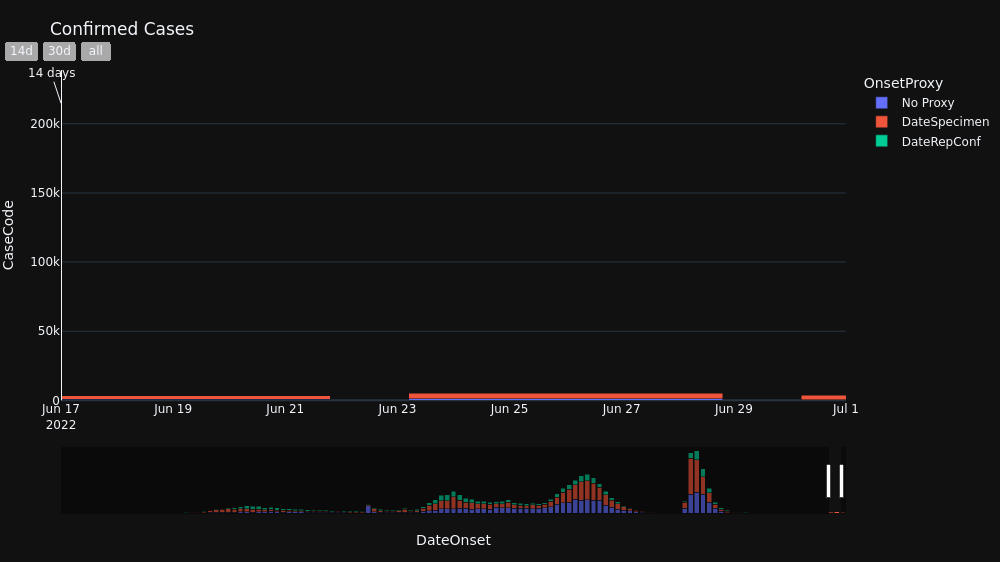 Confirmed Cases
14d 30d all
14 days
OnsetProxy
No Proxy
DateSpecimen
DateRepConf
200k
150k
100k
50k
0
CaseCode
Jun 17 Jun 19 Jun 21 Jun 23 Jun 25 Jun 27 Jun 29 Jul 1
2022
DateOnset